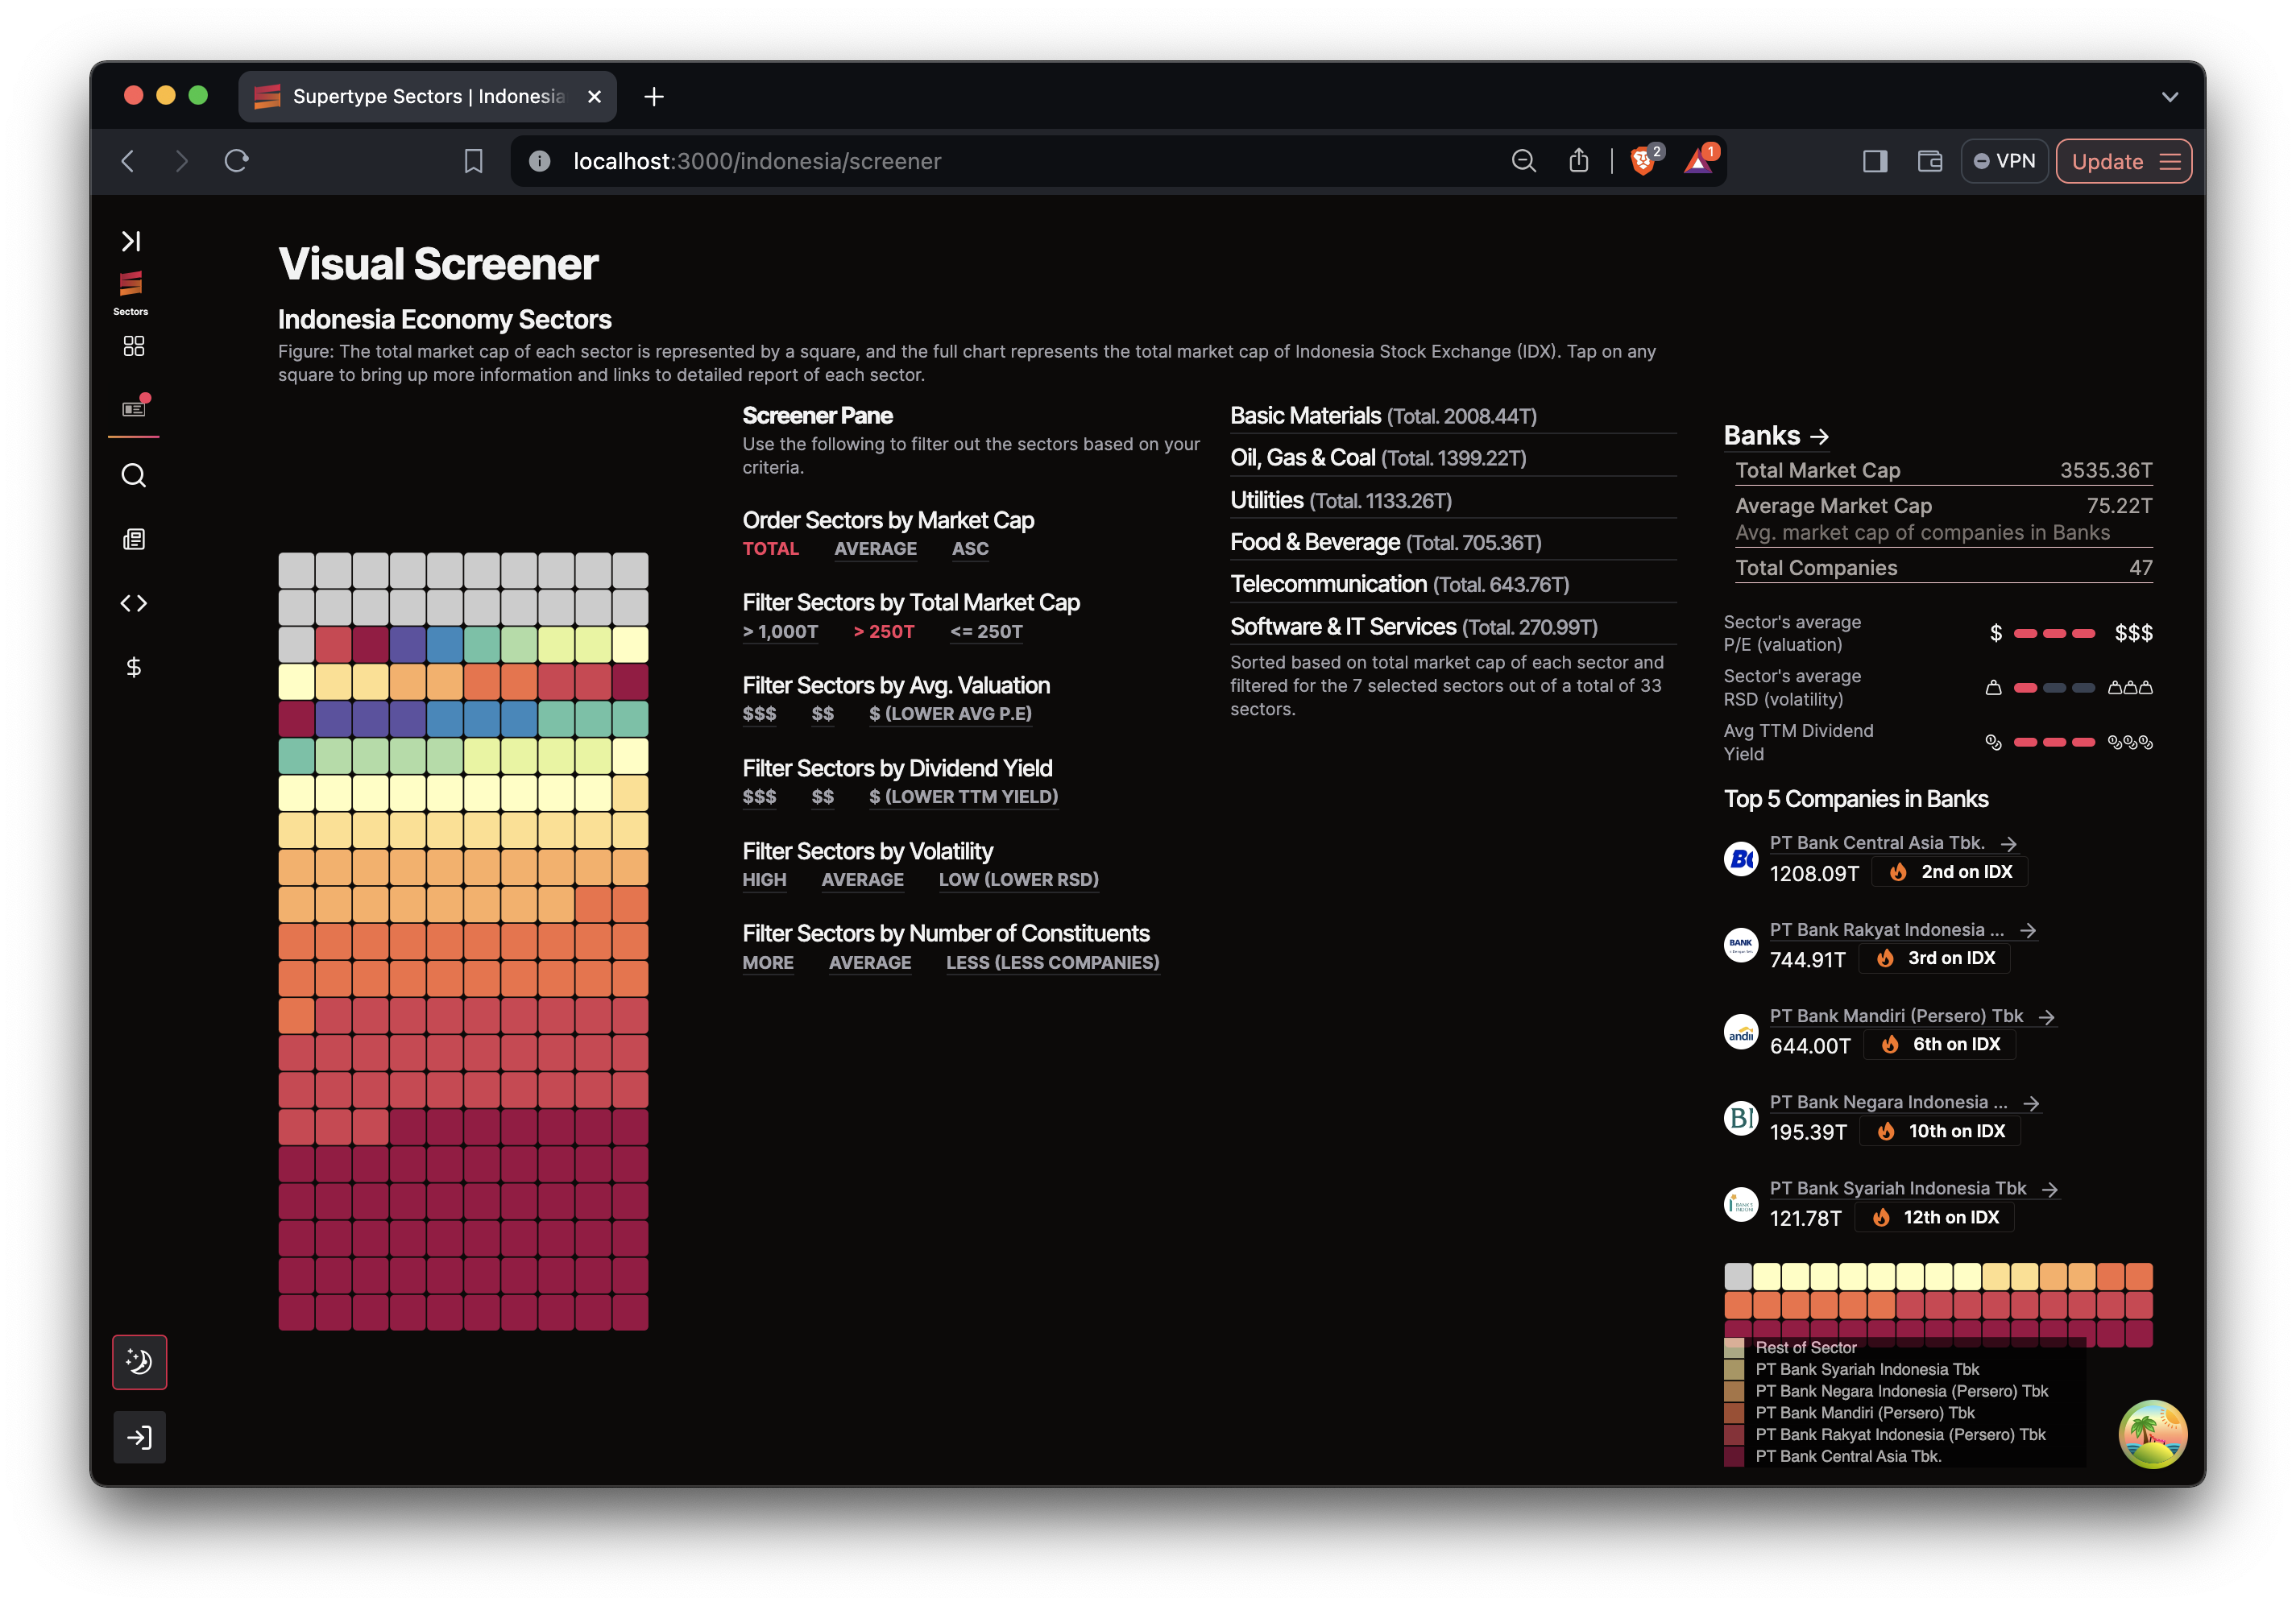 Supertype Sectors | Indonesia
localhost:3000/indonesia/screener
2
1
VPN
Update
Sectors
Visual Screener
Indonesia Economy Sectors
Figure: The total market cap of each sector is represented by a square, and the full chart represents the total market cap of Indonesia Stock Exchange (IDX). Tap on any
square to bring up more information and links to detailed report of each sector.
Screener Pane
Use the following to filter out the sectors based on your
criteria.
Order Sectors by Market Cap
TOTAL AVERAGE ASC
Filter Sectors by Total Market Cap
> 1,000T > 250T <= 250T
Filter Sectors by Avg. Valuation
$$$ $$ $ (LOWER AVG P.E)
Filter Sectors by Dividend Yield
$$$ $$ $ (LOWER TTM YIELD)
Filter Sectors by Volatility
HIGH AVERAGE LOW (LOWER RSD)
Filter Sectors by Number of Constituents
MORE AVERAGE LESS (LESS COMPANIES)
Basic Materials (Total. 2008.44T)
Oil, Gas & Coal (Total. 1399.22T)
Utilities (Total. 1133.26T)
Food & Beverage (Total. 705.36T)
Telecommunication (Total. 643.76T)
Software & IT Services (Total. 270.99T)
Sorted based on total market cap of each sector and
filtered for the 7 selected sectors out of a total of 33
sectors.
Banks →
Total Market Cap 3535.36T
Average Market Cap 75.22T
Avg. market cap of companies in Banks
Total Companies 47
Sector's average
P/E (valuation)
$ $$$
Sector's average
RSD (volatility)
Avg TTM Dividend
Yield
Top 5 Companies in Banks
PT Bank Central Asia Tbk. →
1208.09T 2nd on IDX
PT Bank Rakyat Indonesia ... →
BANK
744.91T 3rd on IDX
PT Bank Mandiri (Persero) Tbk →
andii
644.00T 6th on IDX
PT Bank Negara Indonesia ... →
195.39T 10th on IDX
PT Bank Syariah Indonesia Tbk →
121.78T 12th on IDX
Rest of Sector
PT Bank Syariah Indonesia Tbk
PT Bank Negara Indonesia (Persero) Tbk
PT Bank Mandiri (Persero) Tbk
PT Bank Rakyat Indonesia (Persero) Tbk
PT Bank Central Asia Tbk.